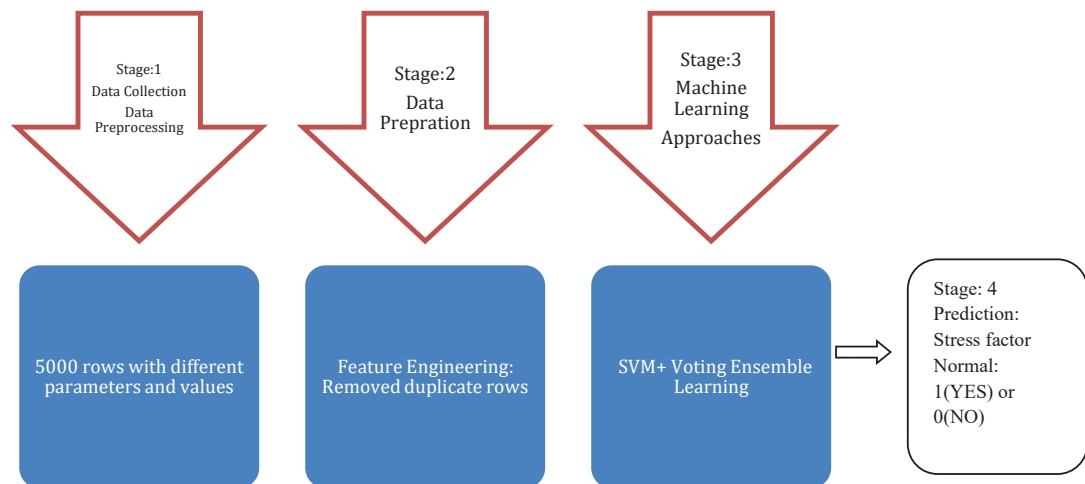 Stage:1
Data Collection
Data
Preprocessing
5000 rows with different
parameters and values
Stage:2
Data
Prepration
Feature Engineering:
Removed duplicate rows
Stage:3
Machine
Learning
Approaches
SVM+ Voting Ensemble
Learning
Stage: 4
Prediction:
Stress factor
Normal:
1(YES) or
0(NO)